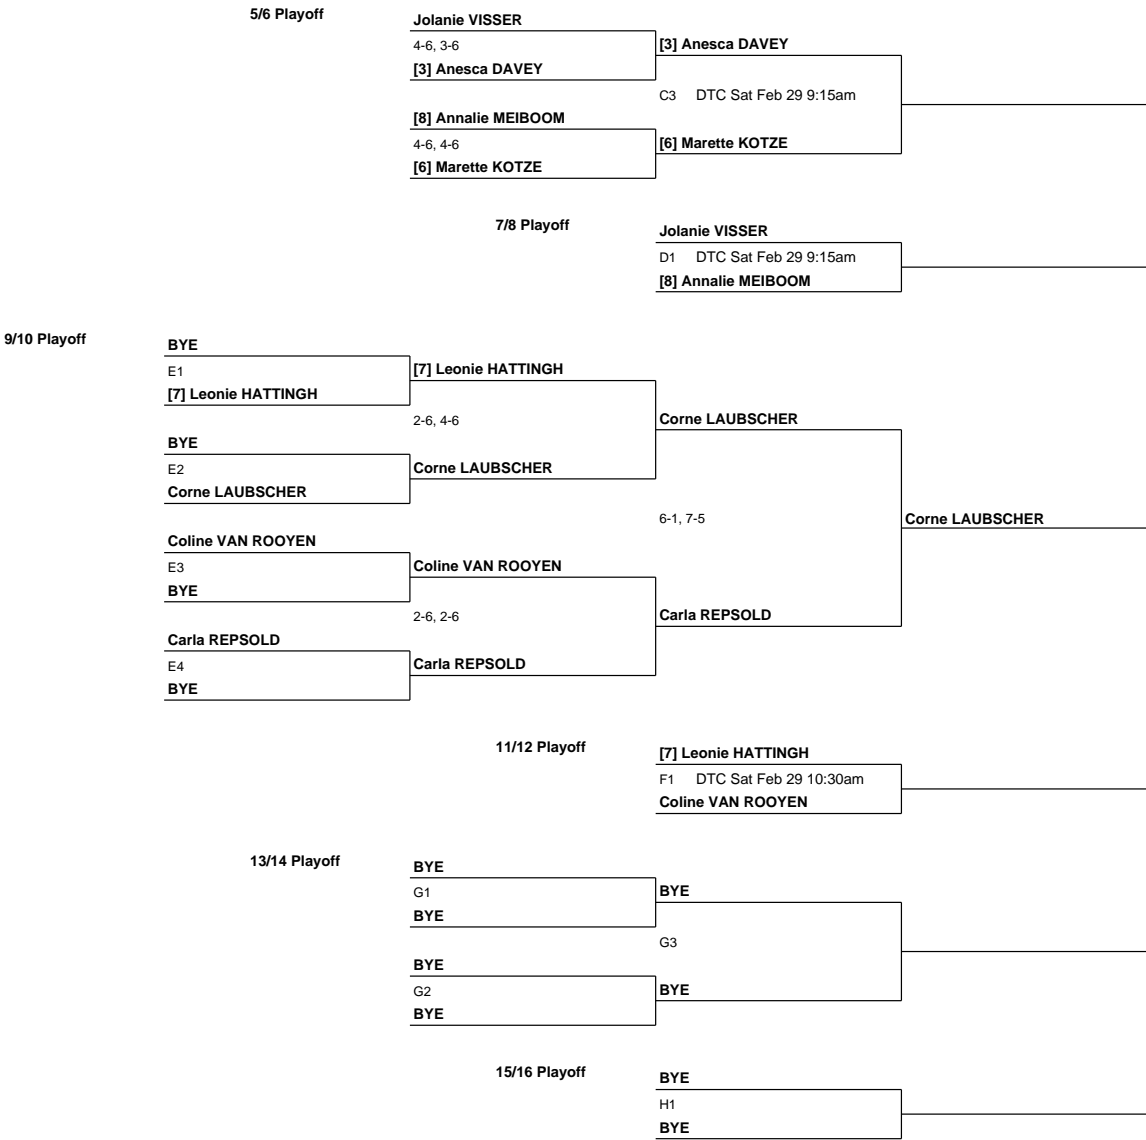 5/6 Playoff
Jolanie VISSER
4-6, 3-6
[3] Anesca DAVEY
[3] Anesca DAVEY
C3 DTC Sat Feb 29 9:15am
[8] Annalie MEIBOOM
4-6, 4-6
[6] Marette KOTZE
[6] Marette KOTZE
7/8 Playoff
Jolanie VISSER
D1 DTC Sat Feb 29 9:15am
[8] Annalie MEIBOOM
9/10 Playoff
BYE
E1
[7] Leonie HATTINGH
[7] Leonie HATTINGH
2-6, 4-6
Corne LAUBSCHER
BYE
E2
Corne LAUBSCHER
Corne LAUBSCHER
6-1, 7-5
Corne LAUBSCHER
Coline VAN ROOYEN
E3
Coline VAN ROOYEN
BYE
2-6, 2-6
Carla REPSOLD
Carla REPSOLD
E4
Carla REPSOLD
BYE
11/12 Playoff
[7] Leonie HATTINGH
F1 DTC Sat Feb 29 10:30am
Coline VAN ROOYEN
13/14 Playoff
BYE
G1
BYE
BYE
G3
BYE
G2
BYE
BYE
15/16 Playoff
BYE
H1
BYE